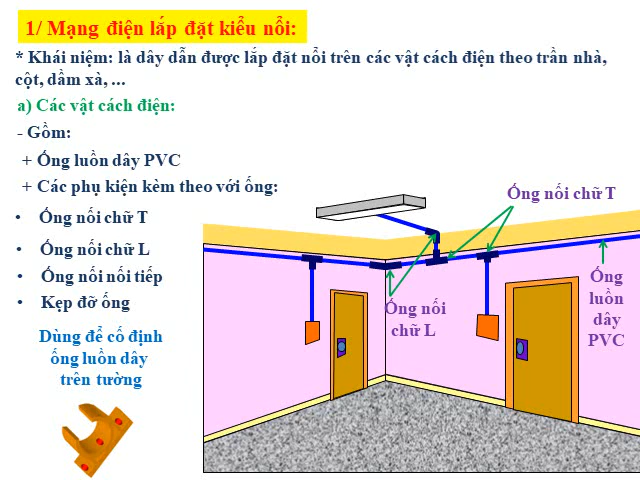 1/ Mạng điện lắp đặt kiểu nổi:
* Khái niệm: là dây dẫn được lắp đặt nổi trên các vật cách điện theo trần nhà,
cột, dầm xà, ...
a) Các vật cách điện:
- Gồm:
+ Ống luồn dây PVC
+ Các phụ kiện kèm theo với ống:
• Ống nối chữ T
• Ống nối chữ L
• Ống nối nối tiếp
• Kẹp đỡ ống
Dùng để cố định
ống luồn dây
trên tường
Ống nối chữ T
Ống nối
chữ L
Ống
luồn
dây
PVC